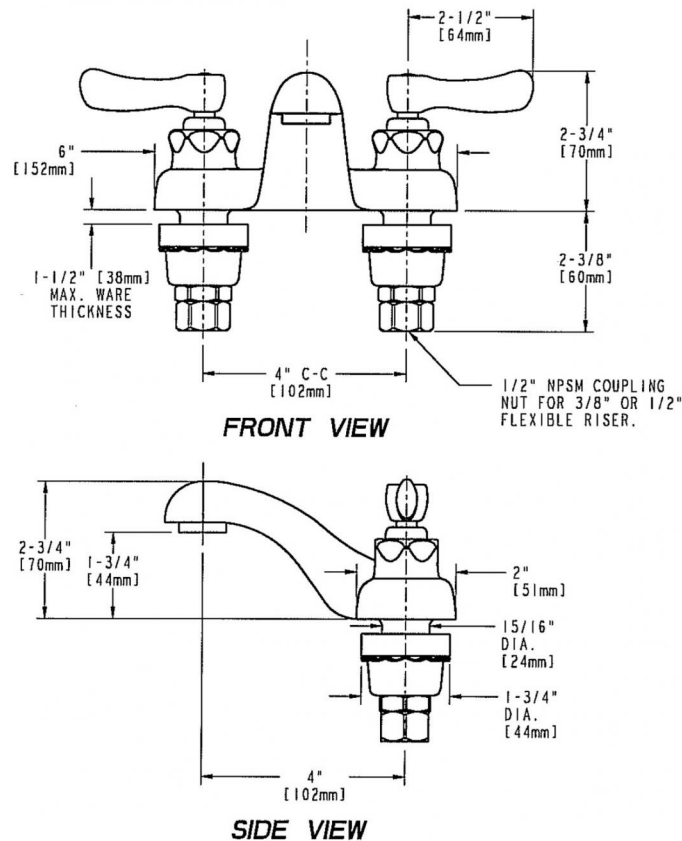 2-1/2"
[64mm]
6"
[152mm]
2-3/4"
[70mm]
1-1/2" [38mm]
MAX. WARE
THICKNESS
2-3/8"
[60mm]
4" C-C
[102mm]
1/2" NPSM COUPLING
NUT FOR 3/8" OR 1/2"
FLEXIBLE RISER.
FRONT VIEW
2-3/4"
[70mm]
1-3/4"
[44mm]
2"
[51mm]
15/16"
DIA.
[24mm]
1-3/4"
DIA.
[44mm]
4"
[102mm]
SIDE VIEW